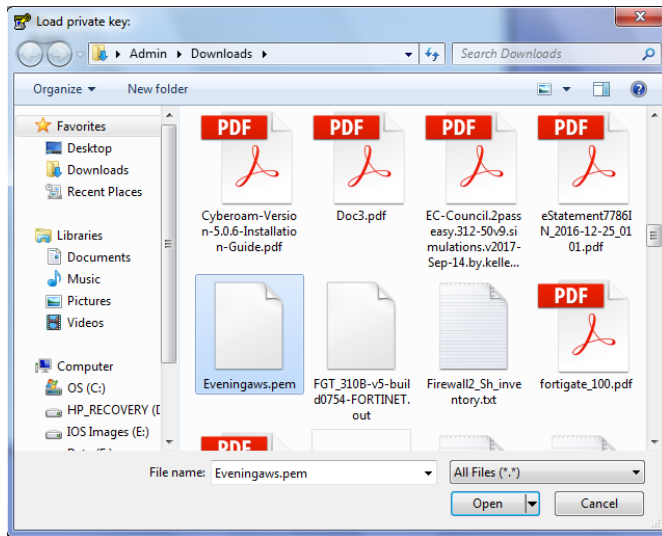 Load private key:
Admin
Downloads
Search Downloads
Organize
New folder
Favorites
Desktop
Downloads
Recent Places
Libraries
Documents
Music
Pictures
Videos
Computer
OS (C:)
HP_RECOVERY (D
IOS Images (E:)
PDF
PDF
PDF
PDF
Cyberoam-Versio
n-5.0.6-Installatio
n-Guide.pdf
Doc3.pdf
EC-Council.2pass
easy.312-50v9.si
mulations.v2017-
Sep-14.by.kelle...
eStatement7786I
N_2016-12-25_01
01.pdf
PDF
Eveningaws.pem
FGT_310B-v5-buil
d0754-FORTINET.
out
Firewall2_Sh_inve
ntory.txt
fortigate_100.pdf
PDF
File name:
Eveningaws.pem
All Files (*.*)
Open
Cancel